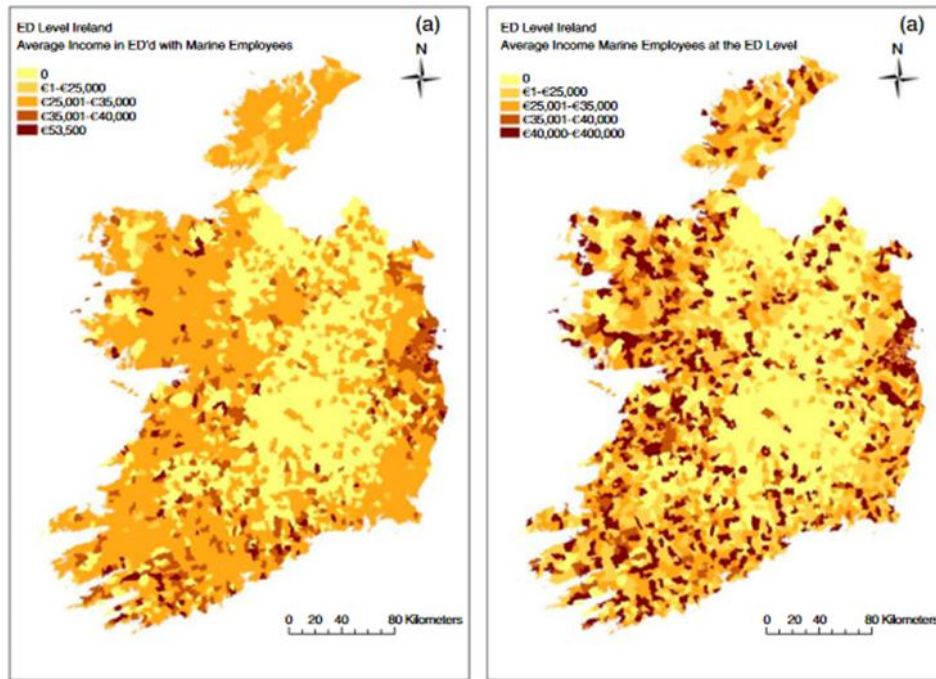 ED Level Ireland
(a)
Average Income in ED'd with Marine Employees
N
0
€1-€25,000
€25,001-€35,000
€35,001-€40,000
€53,500
0 20 40 80 Kilometers
ED Level Ireland
(a)
Average Income Marine Employees at the ED Level
N
0
€1-€25,000
€25,001-€35,000
€35,001-€40,000
€40,000-€400,000
0 20 40 80 Kilometers